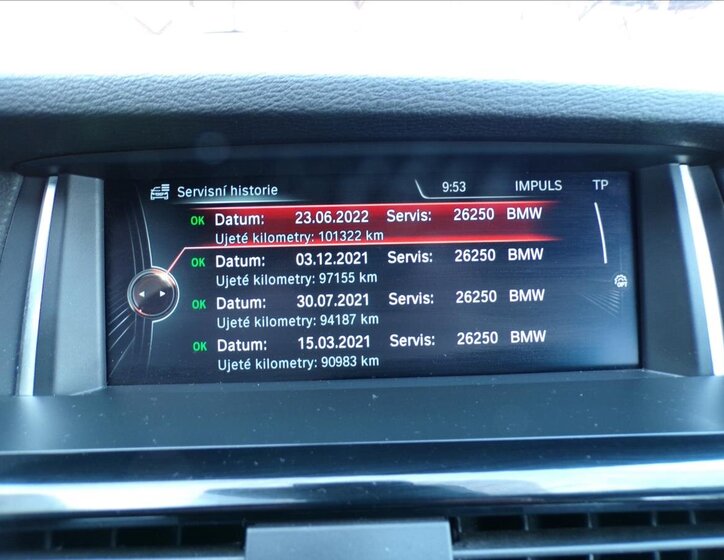 Servisní historie 9:53 IMPULS TP
OK Datum: 23.06.2022 Servis: 26250 BMW
Ujeté kilometry: 101322 km
OK Datum: 03.12.2021 Servis: 26250 BMW
Ujeté kilometry: 97155 km
OK Datum: 30.07.2021 Servis: 26250 BMW
Ujeté kilometry: 94187 km
OK Datum: 15.03.2021 Servis: 26250 BMW
Ujeté kilometry: 90983 km
OFF